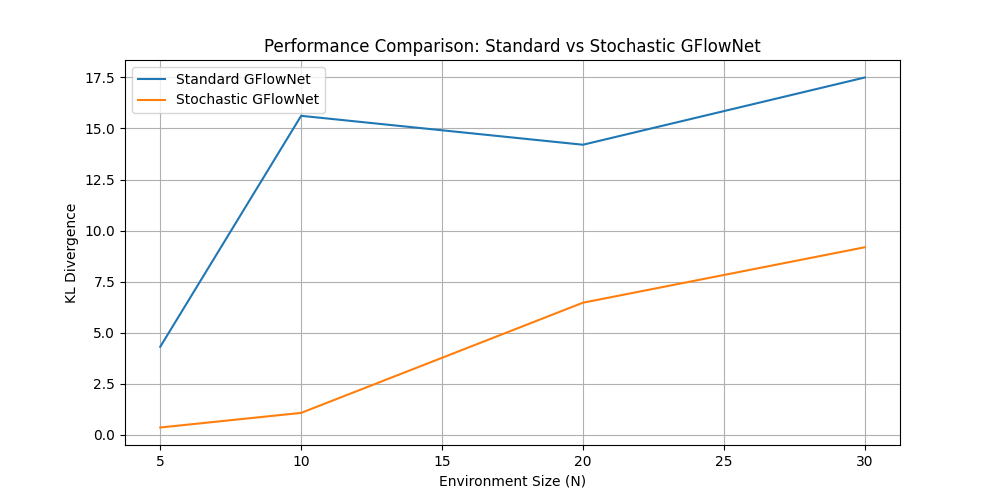 Performance Comparison: Standard vs Stochastic GFlowNet
Standard GFlowNet
Stochastic GFlowNet
17.5
15.0
12.5
10.0
7.5
5.0
2.5
0.0
KL Divergence
5 10 15 20 25 30
Environment Size (N)